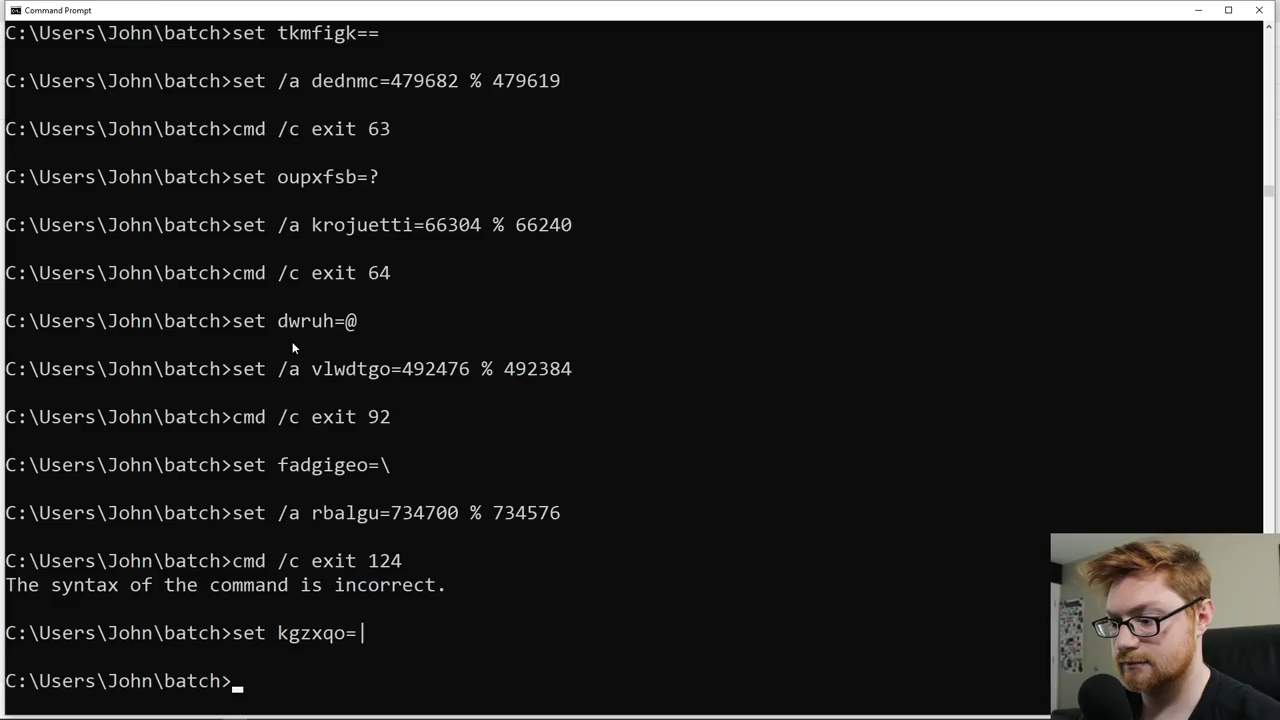 Command Prompt
C:\Users\John\batch>set tkmfigk==
C:\Users\John\batch>set /a dednmc=479682 % 479619
C:\Users\John\batch>cmd /c exit 63
C:\Users\John\batch>set oupxfsb=?
C:\Users\John\batch>set /a krojuetti=66304 % 66240
C:\Users\John\batch>cmd /c exit 64
C:\Users\John\batch>set dwruh=@
C:\Users\John\batch>set /a vlwdtgo=492476 % 492384
C:\Users\John\batch>cmd /c exit 92
C:\Users\John\batch>set fadgigeo=\
C:\Users\John\batch>set /a rbalgu=734700 % 734576
C:\Users\John\batch>cmd /c exit 124
The syntax of the command is incorrect.
C:\Users\John\batch>set kgzxqo=|
C:\Users\John\batch>